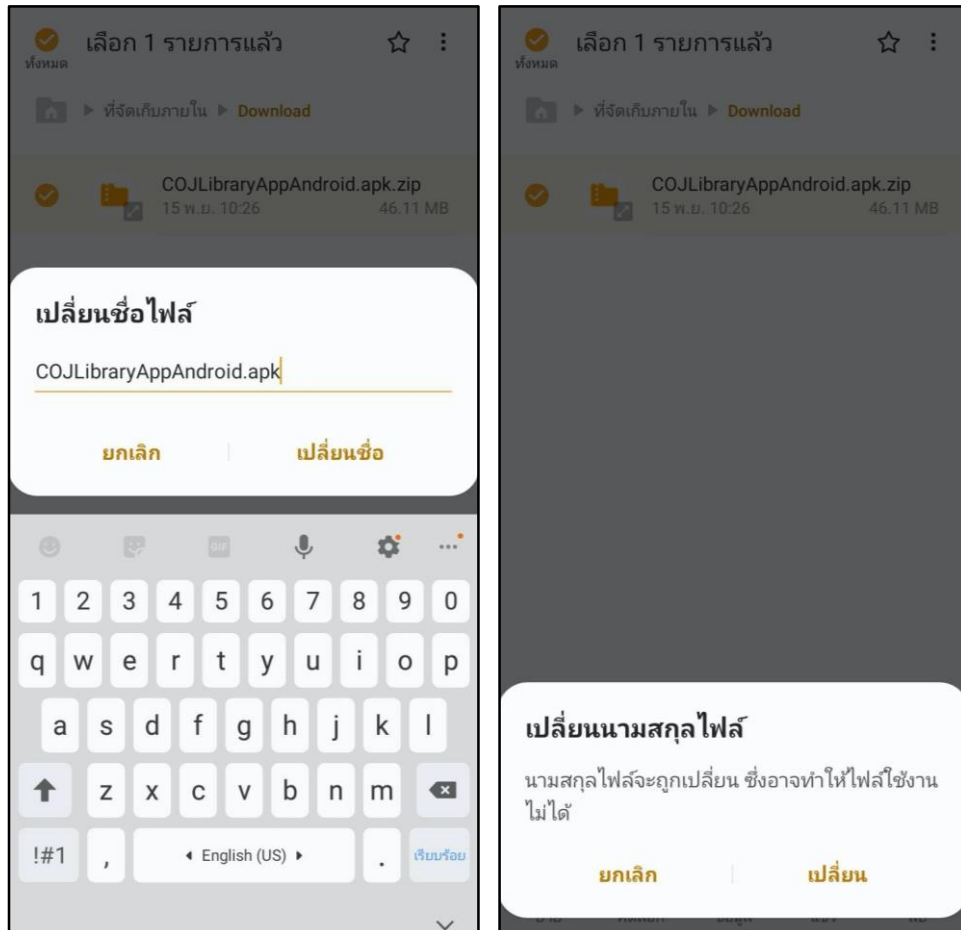 เลือก 1 รายการแล้ว
ทั้งหมด
ที่จัดเก็บภายใน ▶ Download
COJLibraryAppAndroid.apk.zip
15 พ.ย. 10:26 46.11 MB
เปลี่ยนชื่อไฟล์
COJLibraryAppAndroid.apk
ยกเลิก เปลี่ยนชื่อ
GIF
1 2 3 4 5 6 7 8 9 0
q w e r t y u i o p
a s d f g h j k l
z x c v b n m
!#1 , English (US) . เรียบร้อย
เลือก 1 รายการแล้ว
ทั้งหมด
ที่จัดเก็บภายใน ▶ Download
COJLibraryAppAndroid.apk.zip
15 พ.ย. 10:26 46.11 MB
เปลี่ยนนามสกุลไฟล์
นามสกุลไฟล์จะถูกเปลี่ยน ซึ่งอาจทำให้ไฟล์ใช้งาน
ไม่ได้
ยกเลิก เปลี่ยน